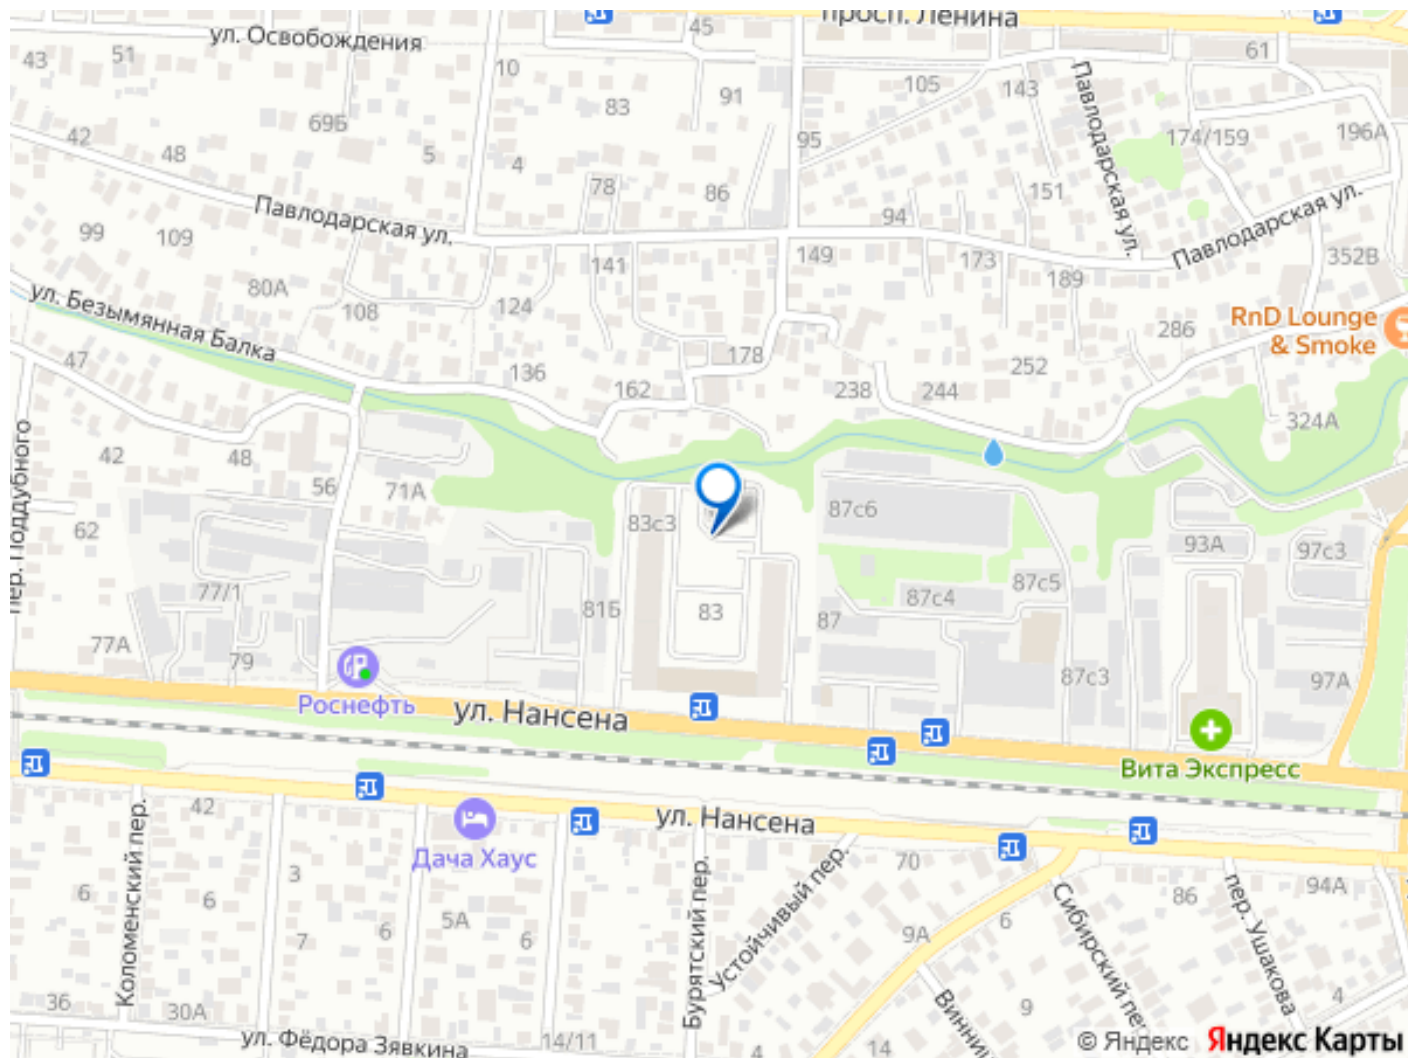 просп. Ленина
ул. Освобождения
45
61
43
51
10
105
143
83
91
69Б
42
48
5
4
95
174/159
196А
Павлодарская ул.
78
86
151
94
Павлодарская ул.
99
109
Павлодарская ул.
141
149
173
189
352В
80А
108
124
ул. Безымянная Балка
286
RnD Lounge
& Smoke
47
136
162
178
238
244
252
324А
пер. Поддубного
42
48
56
71А
62
83с3
87с6
93А
97с3
77/1
81Б
83
87
87с4
87с5
77А
79
87с3
97А
Роснефть
ул. Нансена
Вита Экспресс
42
Коломенский пер.
Дача Хаус
ул. Нансена
70
86
94А
пер. Ушакова
Бурятский пер.
Устойчивый пер.
Сибирский пе
6
6
3
7
6
5А
6
9А
6
9
4
36
30А
ул. Фёдора Зявкина
14/11
4
14
Винни
© Яндекс
Яндекс Карты